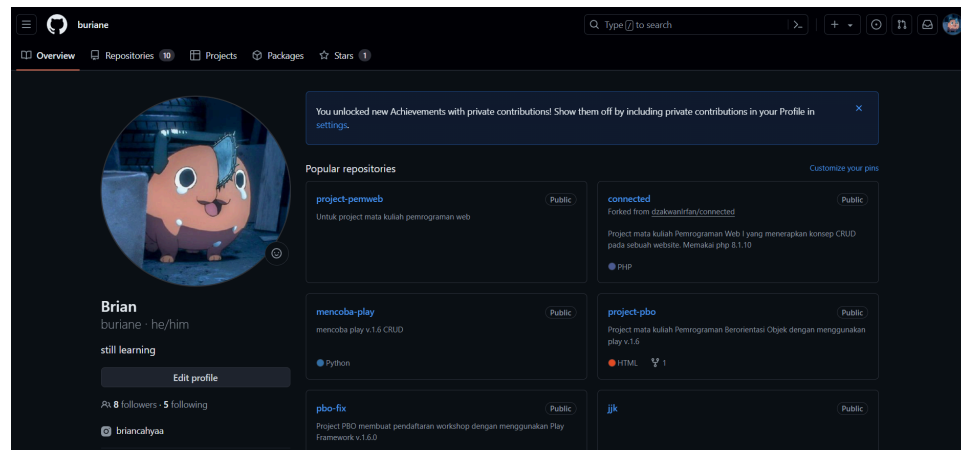 buriane
Type / to search
Overview
Repositories 10
Projects
Packages
Stars 1
You unlocked new Achievements with private contributions! Show them off by including private contributions in your Profile in
settings.
Popular repositories
Customize your pins
project-pemweb
Public
Untuk project mata kuliah pemrograman web
connected
Public
Forked from dzakwanIrfan/connected
Project mata kuliah Pemrograman Web I yang menerapkan konsep CRUD
pada sebuah website. Memakai php 8.1.10
PHP
mencoba-play
Public
mencoba play v.1.6 CRUD
Python
project-pbo
Public
Project mata kuliah Pemrograman Berorientasi Objek dengan menggunakan
play v.1.6
HTML
1
pbo-fix
Public
Project PBO membuat pendaftaran workshop dengan menggunakan Play
Framework v.1.6.0
jjk
Public
Brian
buriane · he/him
still learning
Edit profile
8 followers · 5 following
briancahyaa